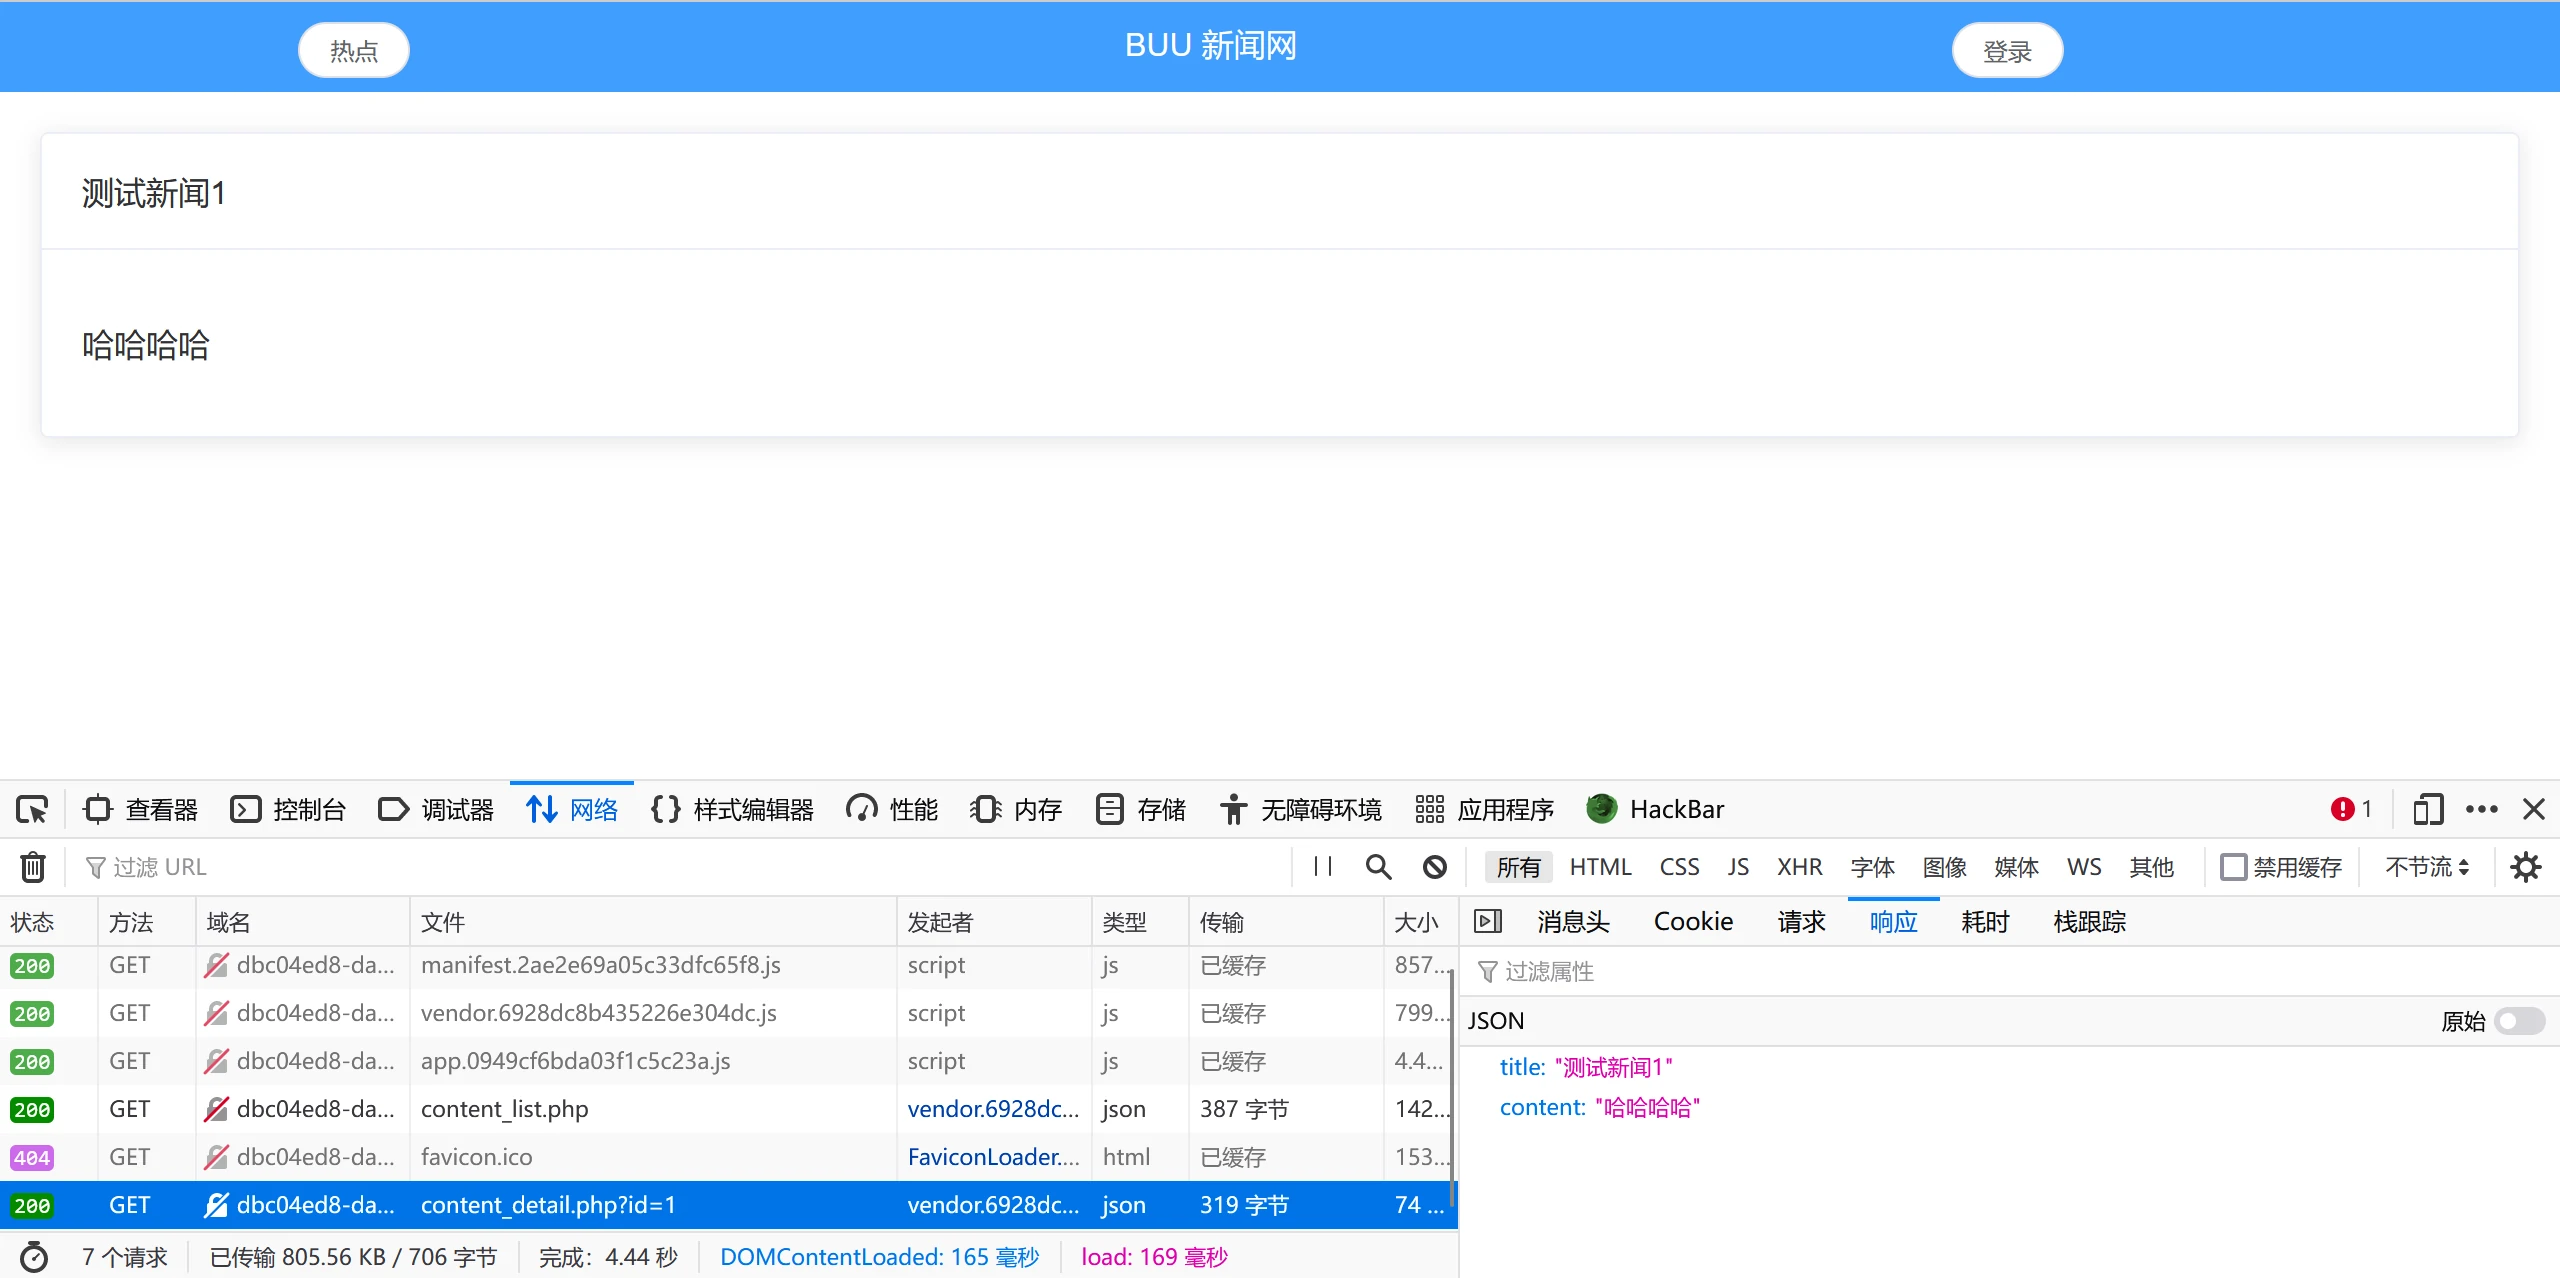 热点 BUU 新闻网 登录
测试新闻1
哈哈哈哈
查看器 控制台 调试器 网络 {} 样式编辑器 性能 内存 存储 无障碍环境 应用程序 HackBar 1
过滤 URL 所有 HTML CSS JS XHR 字体 图像 媒体 WS 其他 禁用缓存 不节流
状态 方法 域名 文件 发起者 类型 传输 大小
200 GET dbc04ed8-da... manifest.2ae2e69a05c33dfc65f8.js script js 已缓存 857...
200 GET dbc04ed8-da... vendor.6928dc8b435226e304dc.js script js 已缓存 799...
200 GET dbc04ed8-da... app.0949cf6bda03f1c5c23a.js script js 已缓存 4.4...
200 GET dbc04ed8-da... content_list.php vendor.6928dc... json 387 字节 142...
404 GET dbc04ed8-da... favicon.ico FaviconLoader.... html 已缓存 153...
200 GET dbc04ed8-da... content_detail.php?id=1 vendor.6928dc... json 319 字节 74 ...
7 个请求 已传输 805.56 KB / 706 字节 完成：4.44 秒 DOMContentLoaded: 165 毫秒 load: 169 毫秒
消息头 Cookie 请求 响应 耗时 栈跟踪
过滤属性
JSON 原始
title: "测试新闻1"
content: "哈哈哈哈"